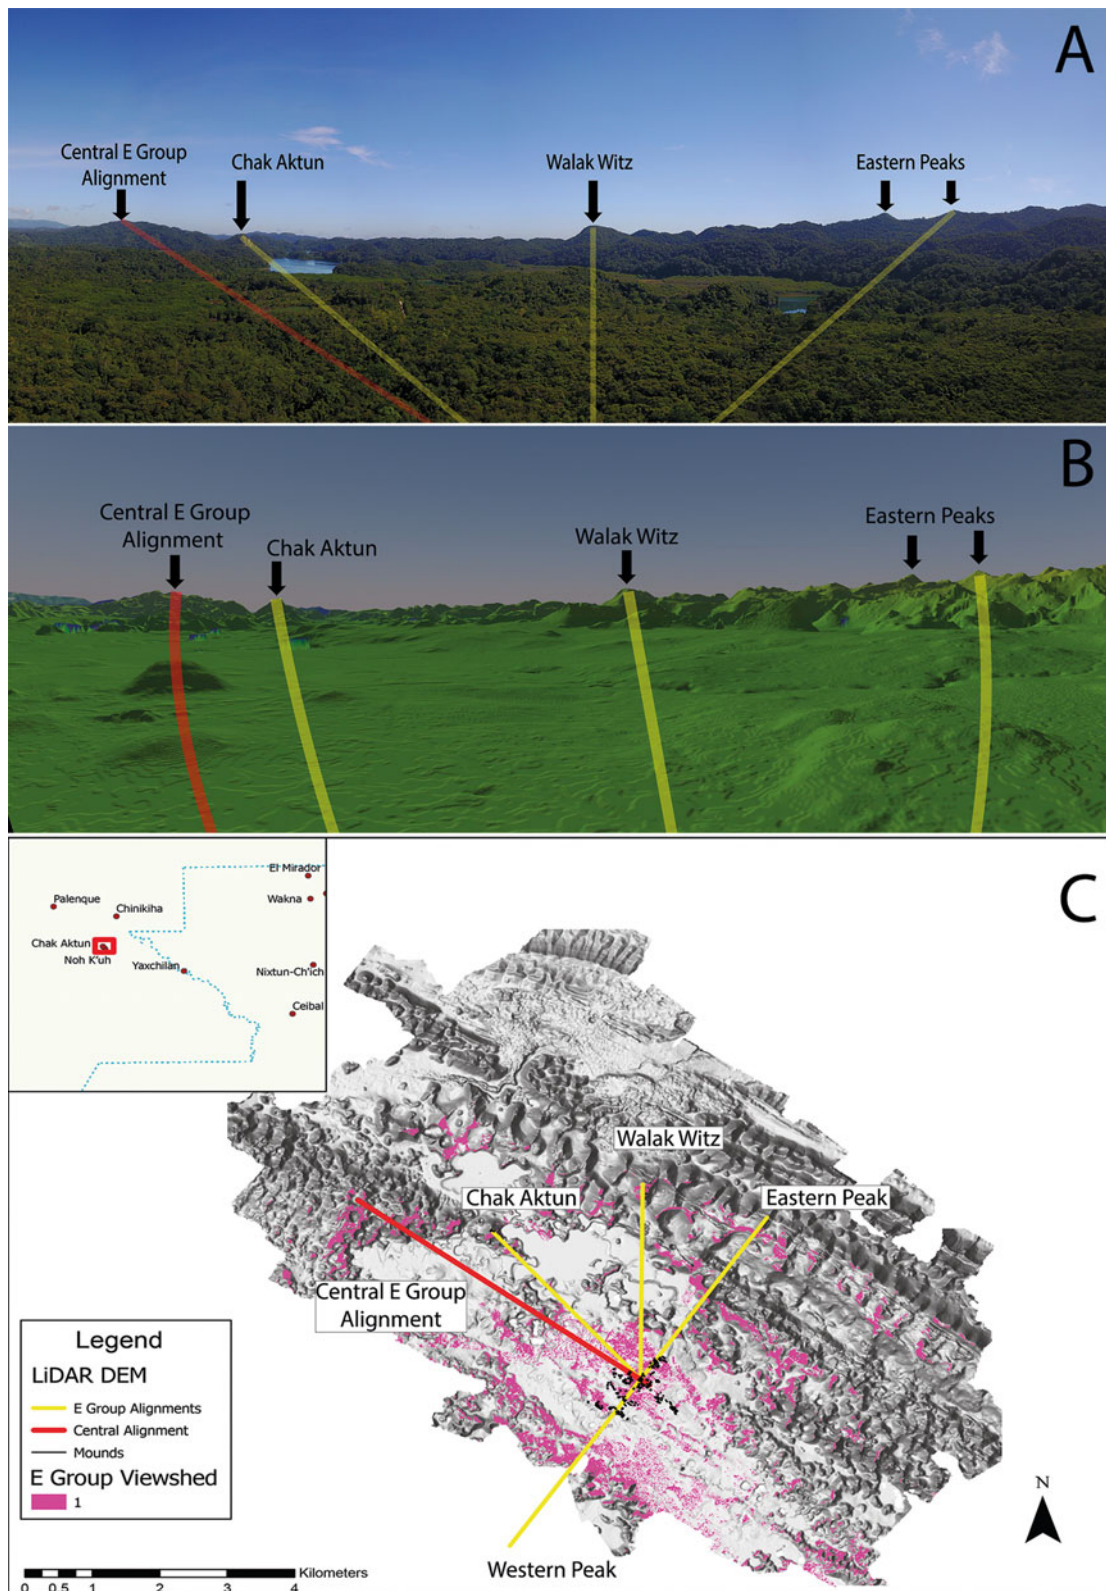 A
Central E Group
Alignment
Chak Aktun
Walak Witz
Eastern Peaks
B
Central E Group
Alignment
Chak Aktun
Walak Witz
Eastern Peaks
C
El Mirador
Palenque
Wakna
Chinikiha
Chak Aktun
Noh K'uh
Yaxchilan
Nixtun-Ch'ich
Ceibal
Walak Witz
Chak Aktun
Eastern Peak
Central E Group
Alignment
Western Peak
Legend
LiDAR DEM
E Group Alignments
Central Alignment
Mounds
E Group Viewshed
1
N
Kilometers
0 0.5 1 2 3 4